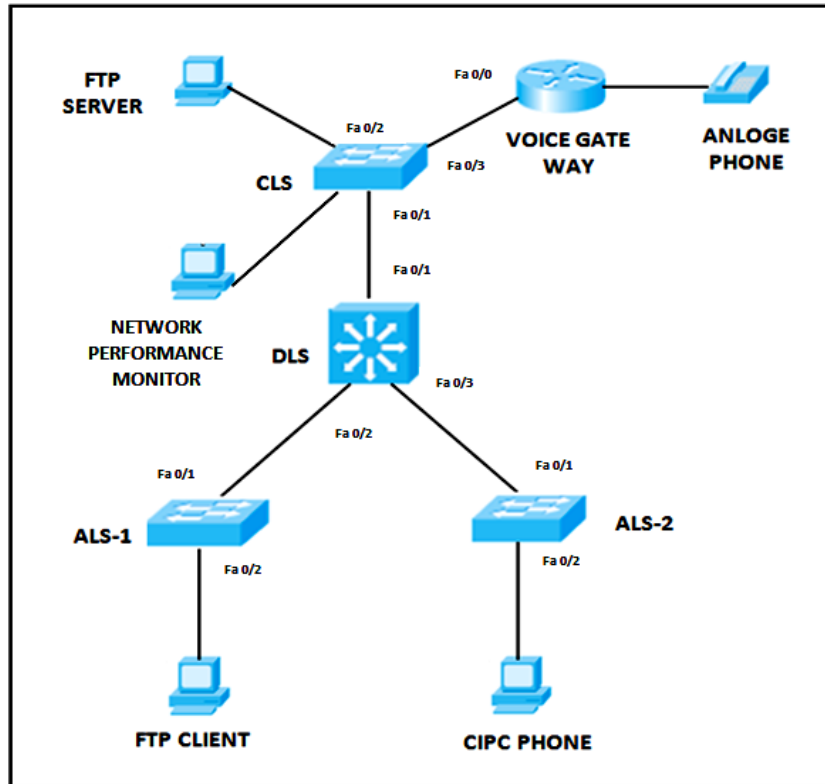 FTP
SERVER
Fa 0/0
VOICE GATE
WAY
ANLOGE
PHONE
Fa 0/2
Fa 0/3
CLS
Fa 0/1
Fa 0/1
NETWORK
PERFORMANCE
MONITOR
DLS
Fa 0/3
Fa 0/2
Fa 0/1
Fa 0/1
ALS-1
ALS-2
Fa 0/2
Fa 0/2
FTP CLIENT
CIPC PHONE